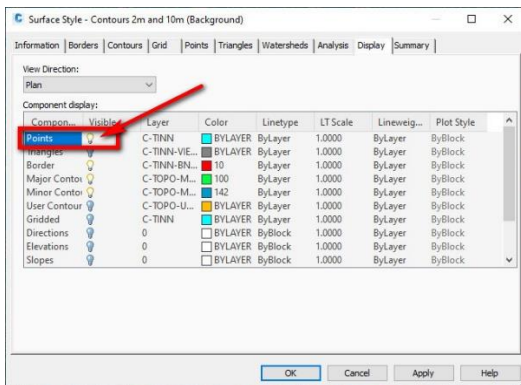 Surface Style - Contours 2m and 10m (Background)
Information Borders Contours Grid Points Triangles Watersheds Analysis Display Summary
View Direction:
Plan
Component display:
Compon... Visible Layer Color Linetype LT Scale Lineweig... Plot Style
Points C-TINN BYLAYER ByLayer 1.0000 ByLayer ByBlock
Triangles C-TINN-VIE... BYLAYER ByLayer 1.0000 ByLayer ByBlock
Border C-TINN-BN... 10 ByLayer 1.0000 ByLayer ByBlock
Major Contou C-TOPO-M... 100 ByLayer 1.0000 ByLayer ByBlock
Minor Contou C-TOPO-M... 142 ByLayer 1.0000 ByLayer ByBlock
User Contour C-TOPO-U... BYLAYER ByLayer 1.0000 ByLayer ByBlock
Gridded C-TINN BYLAYER ByLayer 1.0000 ByLayer ByBlock
Directions 0 BYLAYER ByBlock 1.0000 ByLayer ByBlock
Elevations 0 BYLAYER ByBlock 1.0000 ByLayer ByBlock
Slopes 0 BYLAYER ByBlock 1.0000 ByLayer ByBlock
OK Cancel Apply Help